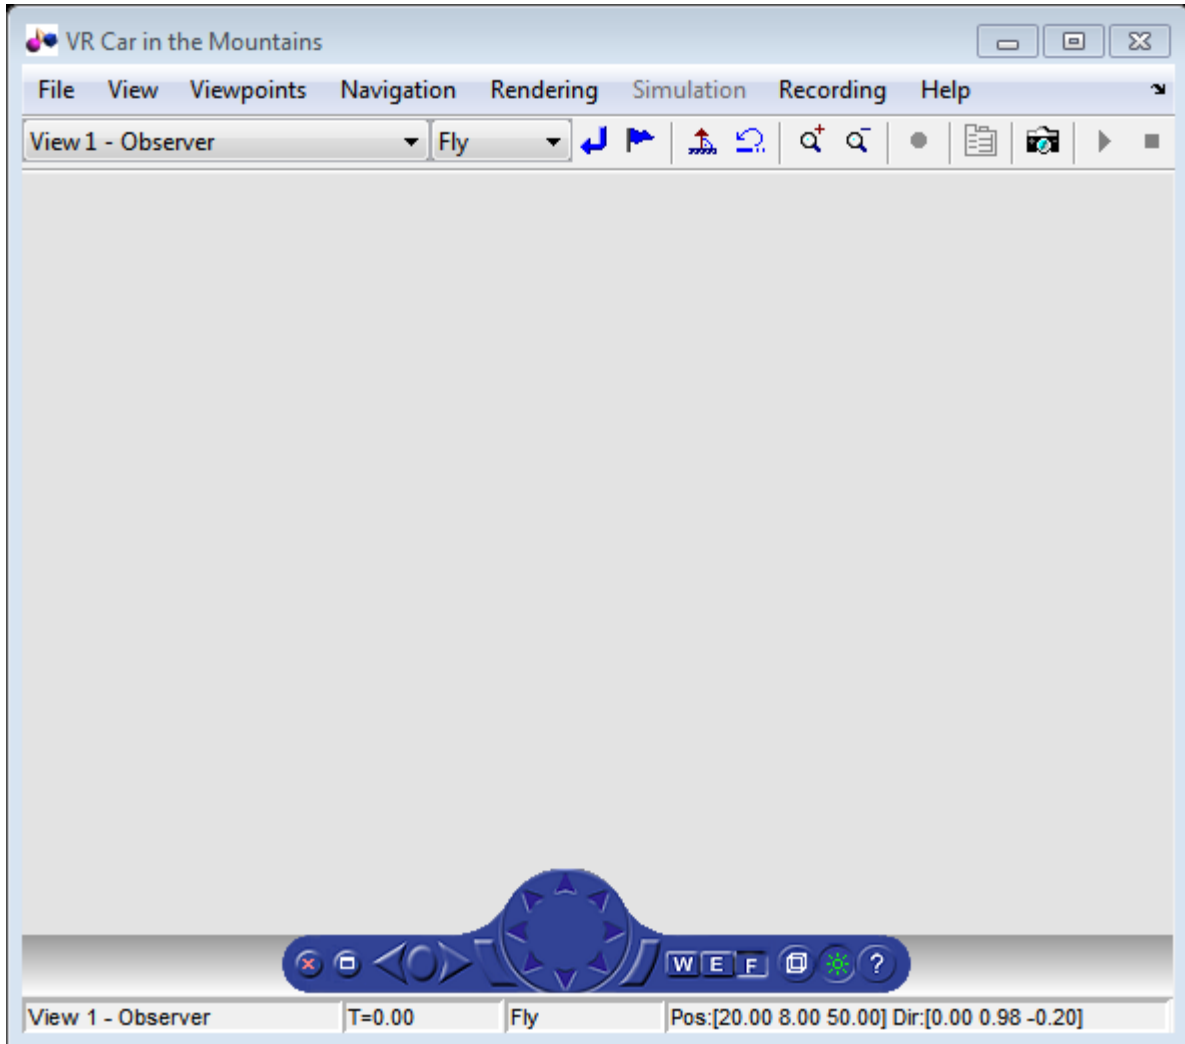 VR Car in the Mountains
File View Viewpoints Navigation Rendering Simulation Recording Help
View 1 - Observer Fly
W E F ?
View 1 - Observer T=0.00 Fly Pos:[20.00 8.00 50.00] Dir:[0.00 0.98 -0.20]